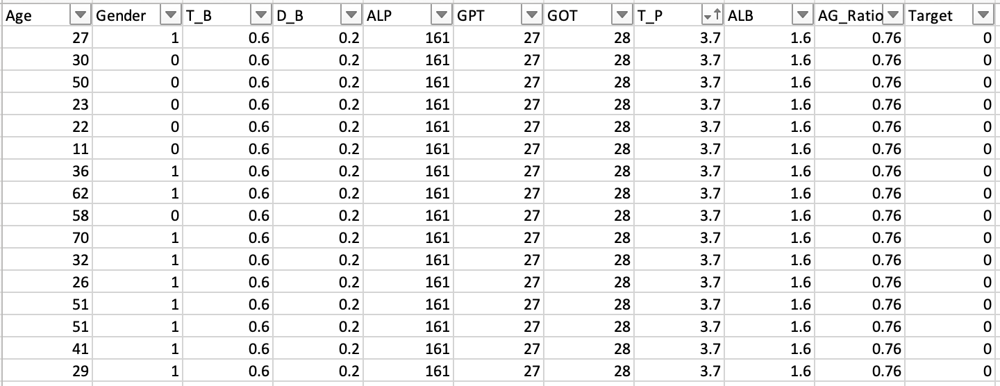 Age Gender T_B D_B ALP GPT GOT T_P ALB AG_Ratio Target
27 1 0.6 0.2 161 27 28 3.7 1.6 0.76 0
30 0 0.6 0.2 161 27 28 3.7 1.6 0.76 0
50 0 0.6 0.2 161 27 28 3.7 1.6 0.76 0
23 0 0.6 0.2 161 27 28 3.7 1.6 0.76 0
22 0 0.6 0.2 161 27 28 3.7 1.6 0.76 0
11 0 0.6 0.2 161 27 28 3.7 1.6 0.76 0
36 1 0.6 0.2 161 27 28 3.7 1.6 0.76 0
62 1 0.6 0.2 161 27 28 3.7 1.6 0.76 0
58 0 0.6 0.2 161 27 28 3.7 1.6 0.76 0
70 1 0.6 0.2 161 27 28 3.7 1.6 0.76 0
32 1 0.6 0.2 161 27 28 3.7 1.6 0.76 0
26 1 0.6 0.2 161 27 28 3.7 1.6 0.76 0
51 1 0.6 0.2 161 27 28 3.7 1.6 0.76 0
51 1 0.6 0.2 161 27 28 3.7 1.6 0.76 0
41 1 0.6 0.2 161 27 28 3.7 1.6 0.76 0
29 1 0.6 0.2 161 27 28 3.7 1.6 0.76 0